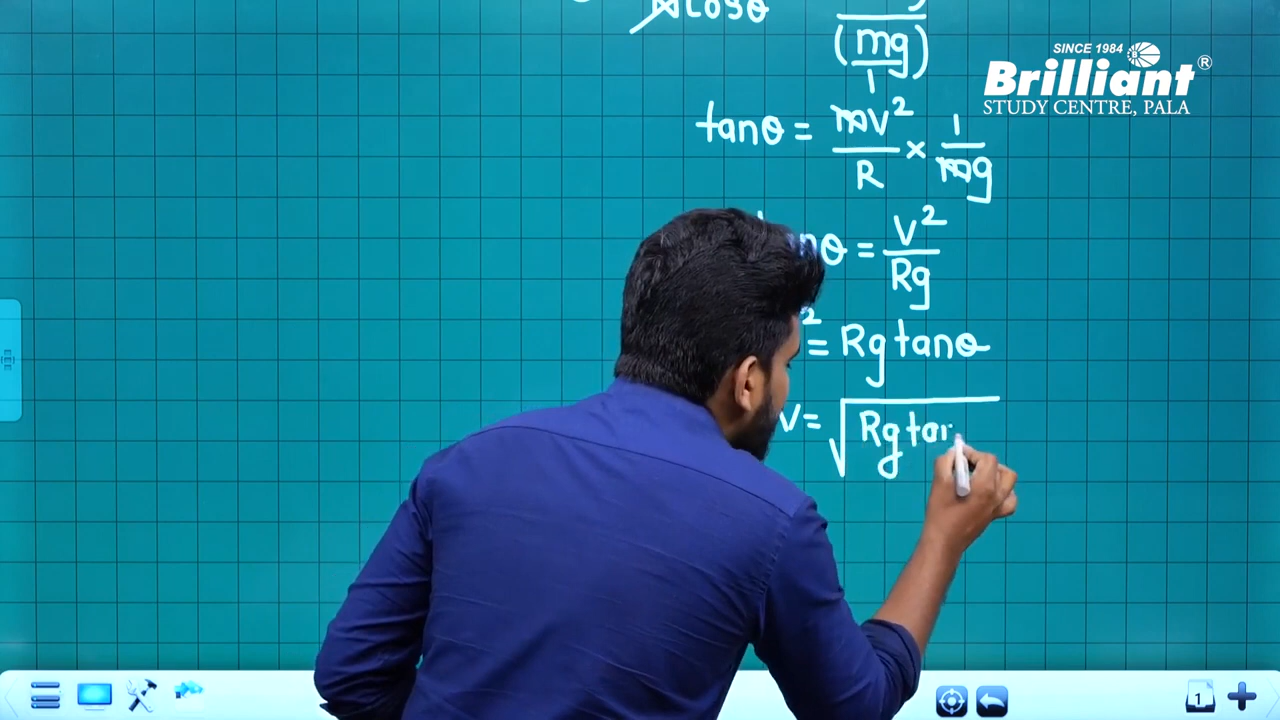 cosθ
(mg/1)
SINCE 1984
Brilliant®
STUDY CENTRE, PALA
tanθ = mv²/R × 1/mg
θ = v²/Rg
² = Rg tanθ
v = √Rg tan
1